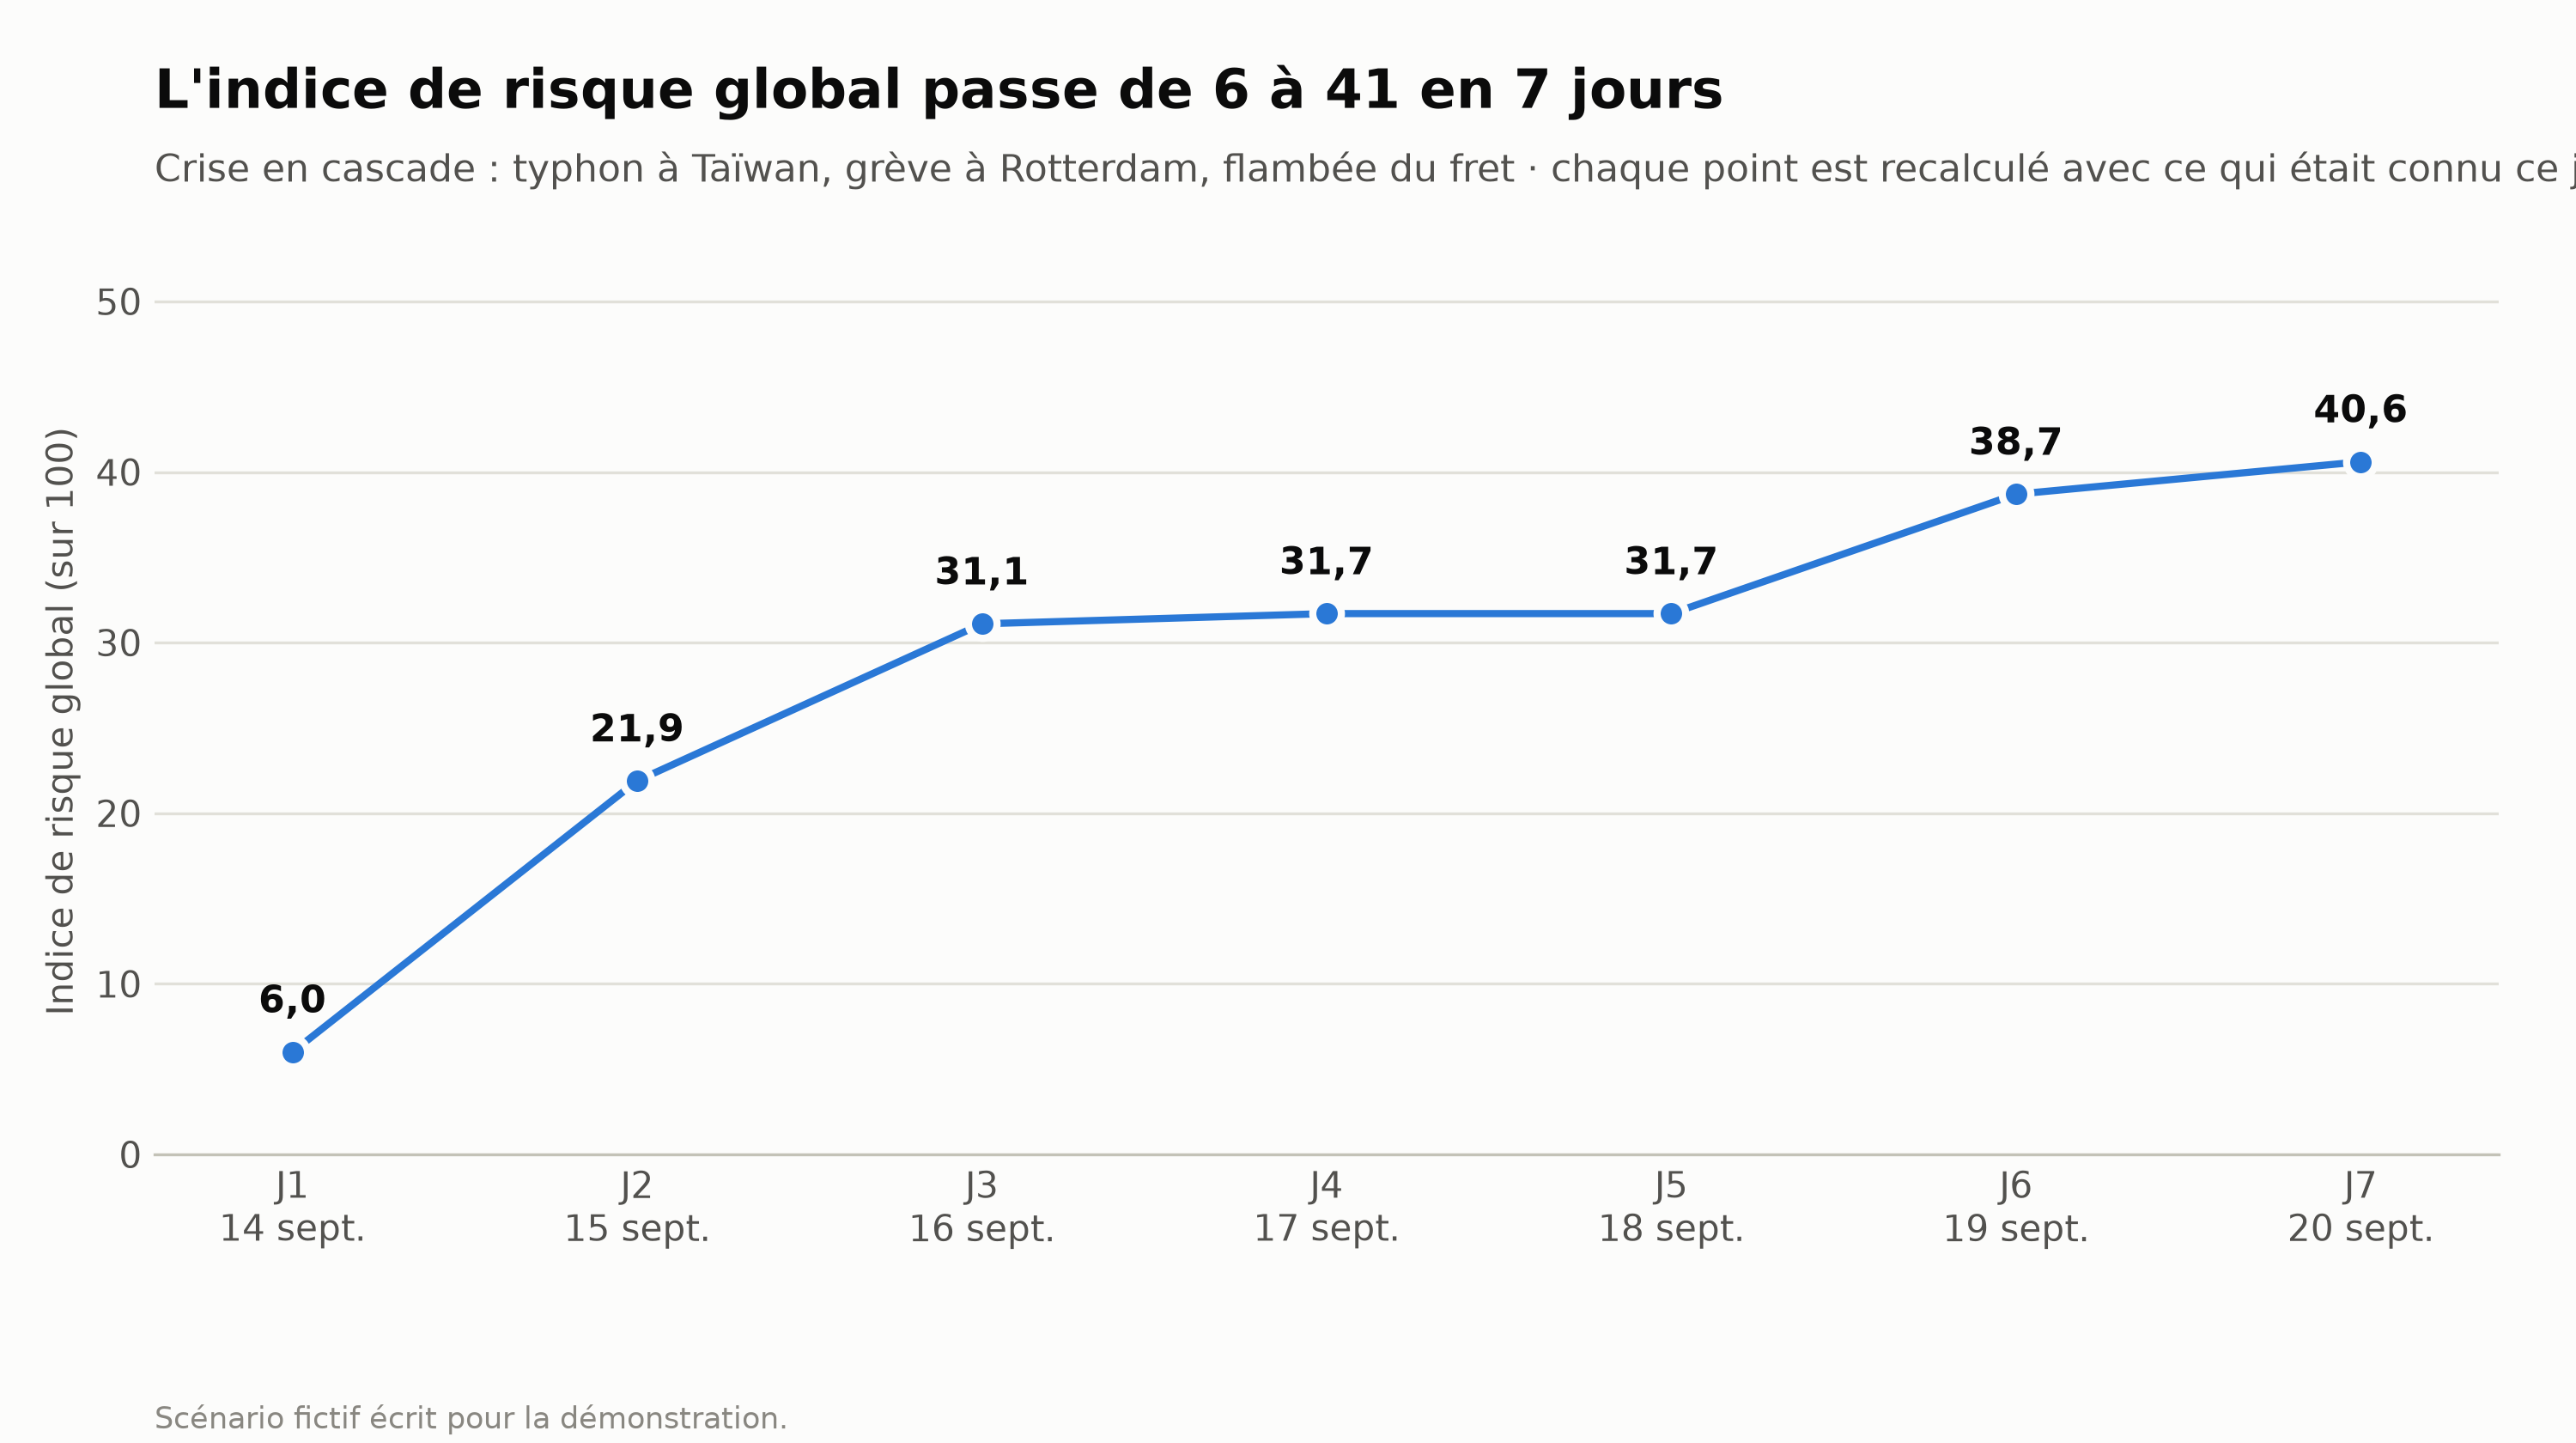 L'indice de risque global passe de 6 à 41 en 7 jours
Crise en cascade : typhon à Taïwan, grève à Rotterdam, flambée du fret · chaque point est recalculé avec ce qui était connu ce
Indice de risque global (sur 100)
50
40
30
20
10
0
6,0
21,9
31,1
31,7
31,7
38,7
40,6
J1
14 sept.
J2
15 sept.
J3
16 sept.
J4
17 sept.
J5
18 sept.
J6
19 sept.
J7
20 sept.
Scénario fictif écrit pour la démonstration.